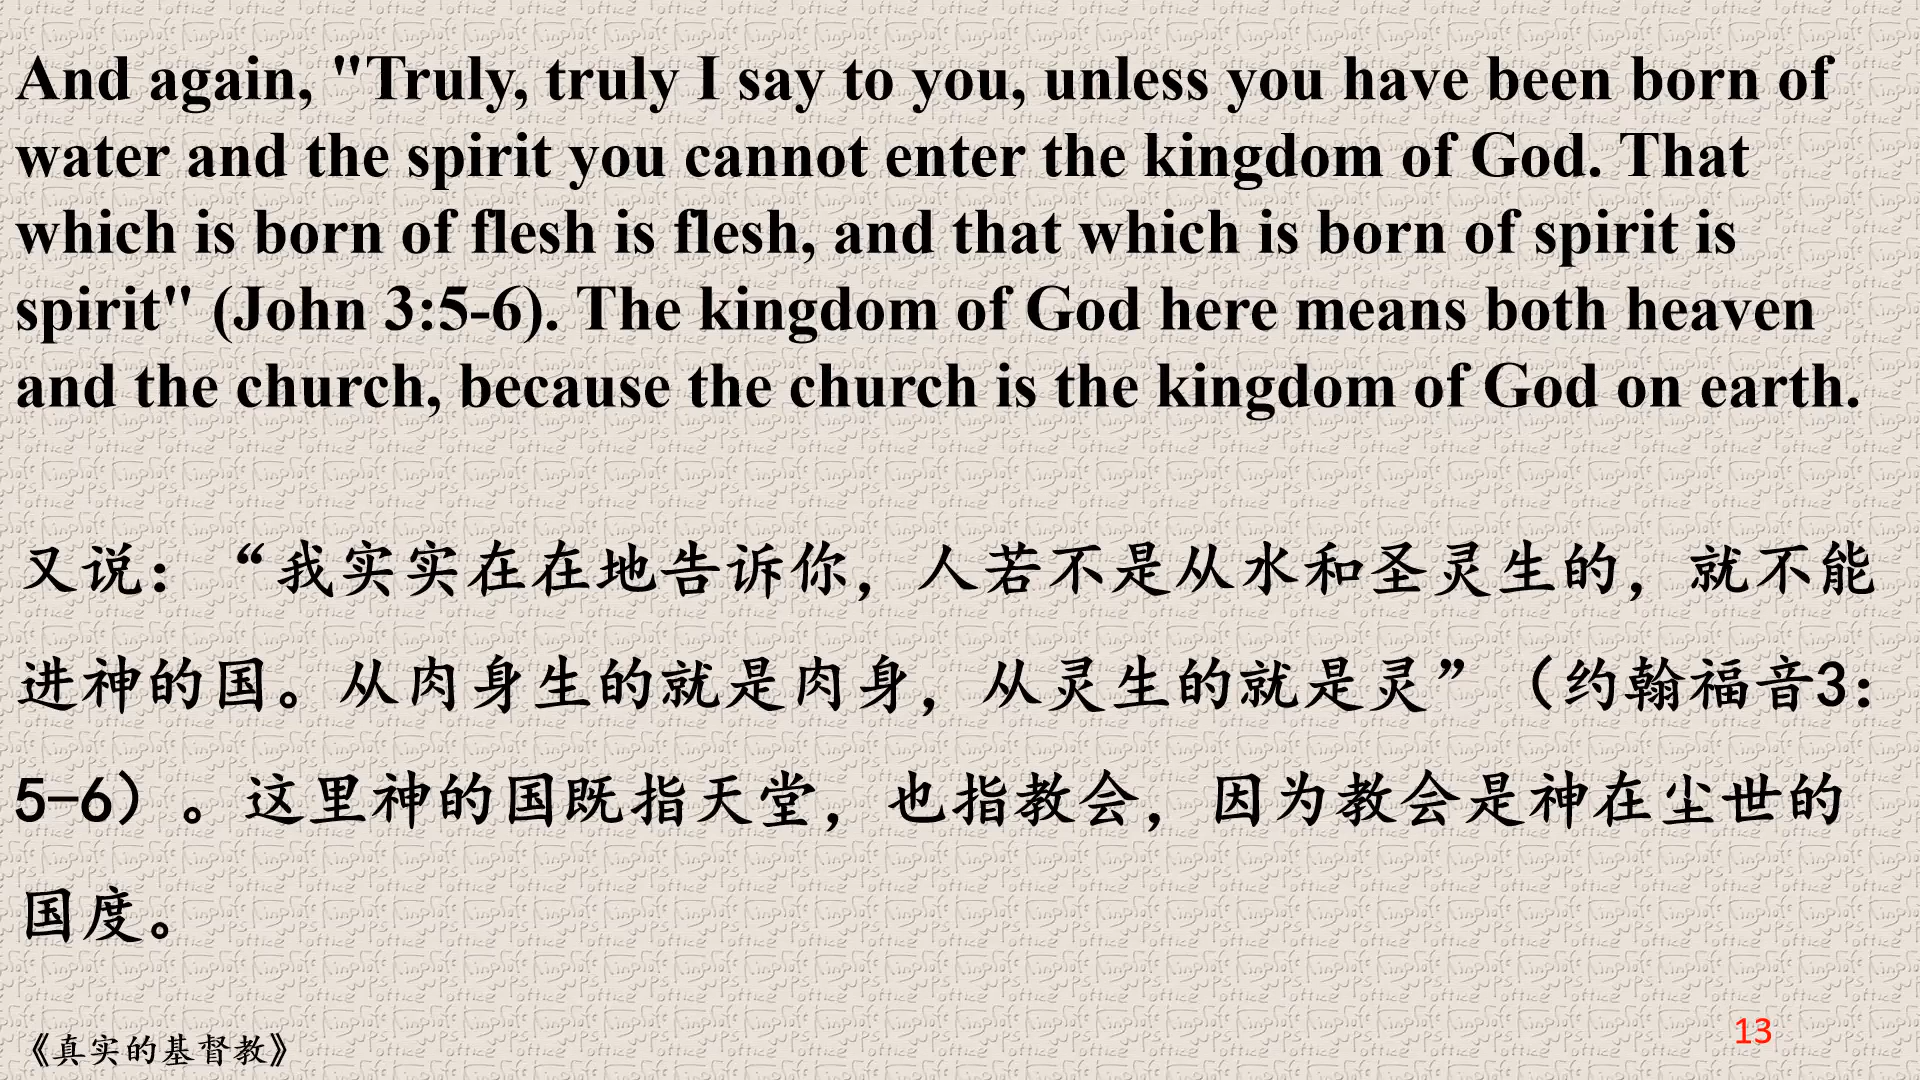 And again, "Truly, truly I say to you, unless you have been born of
water and the spirit you cannot enter the kingdom of God. That
which is born of flesh is flesh, and that which is born of spirit is
spirit" (John 3:5-6). The kingdom of God here means both heaven
and the church, because the church is the kingdom of God on earth.
又说：“我实实在在地告诉你，人若不是从水和圣灵生的，就不能
进神的国。从肉身生的就是肉身，从灵生的就是灵”（约翰福音3：
5-6）。这里神的国既指天堂，也指教会，因为教会是神在尘世的
国度。
《真实的基督教》
13